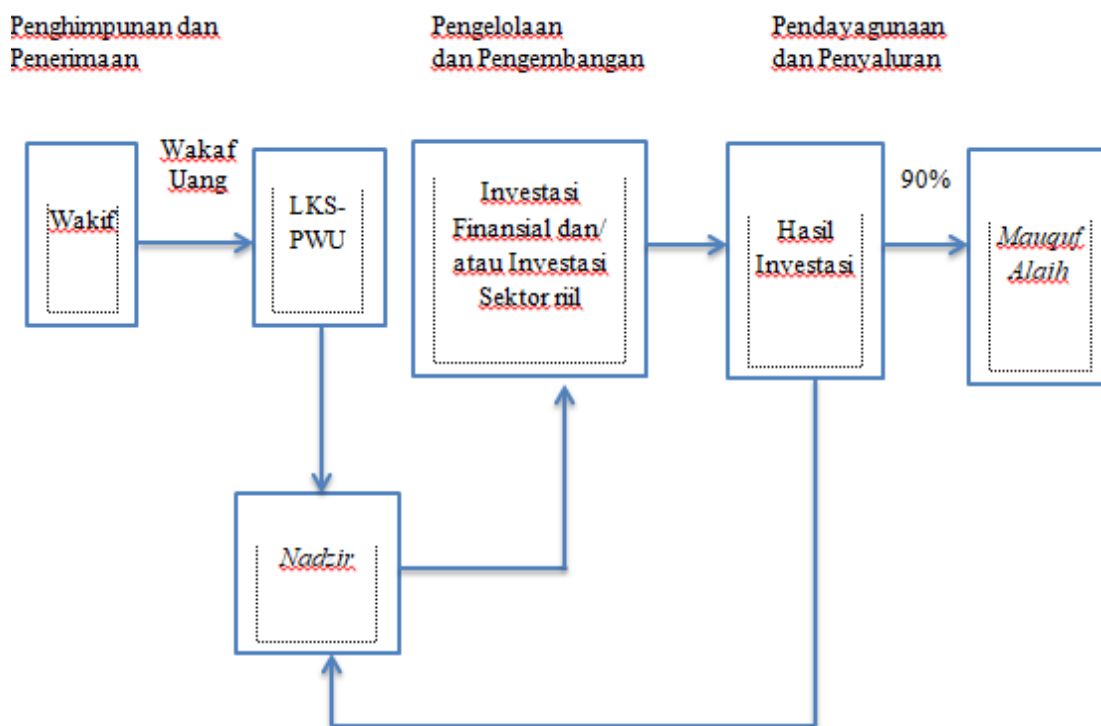 Penghimpunan dan
Penerimaan
Pengelolaan
dan Pengembangan
Pendayagunaan
dan Penyaluran
Wakif
Wakaf
Uang
LKS-
PWU
Investasi
Finansial dan/
atau Investasi
Sektor riil
Hasil
Investasi
90%
Mauquf
Alaih
Nadzir